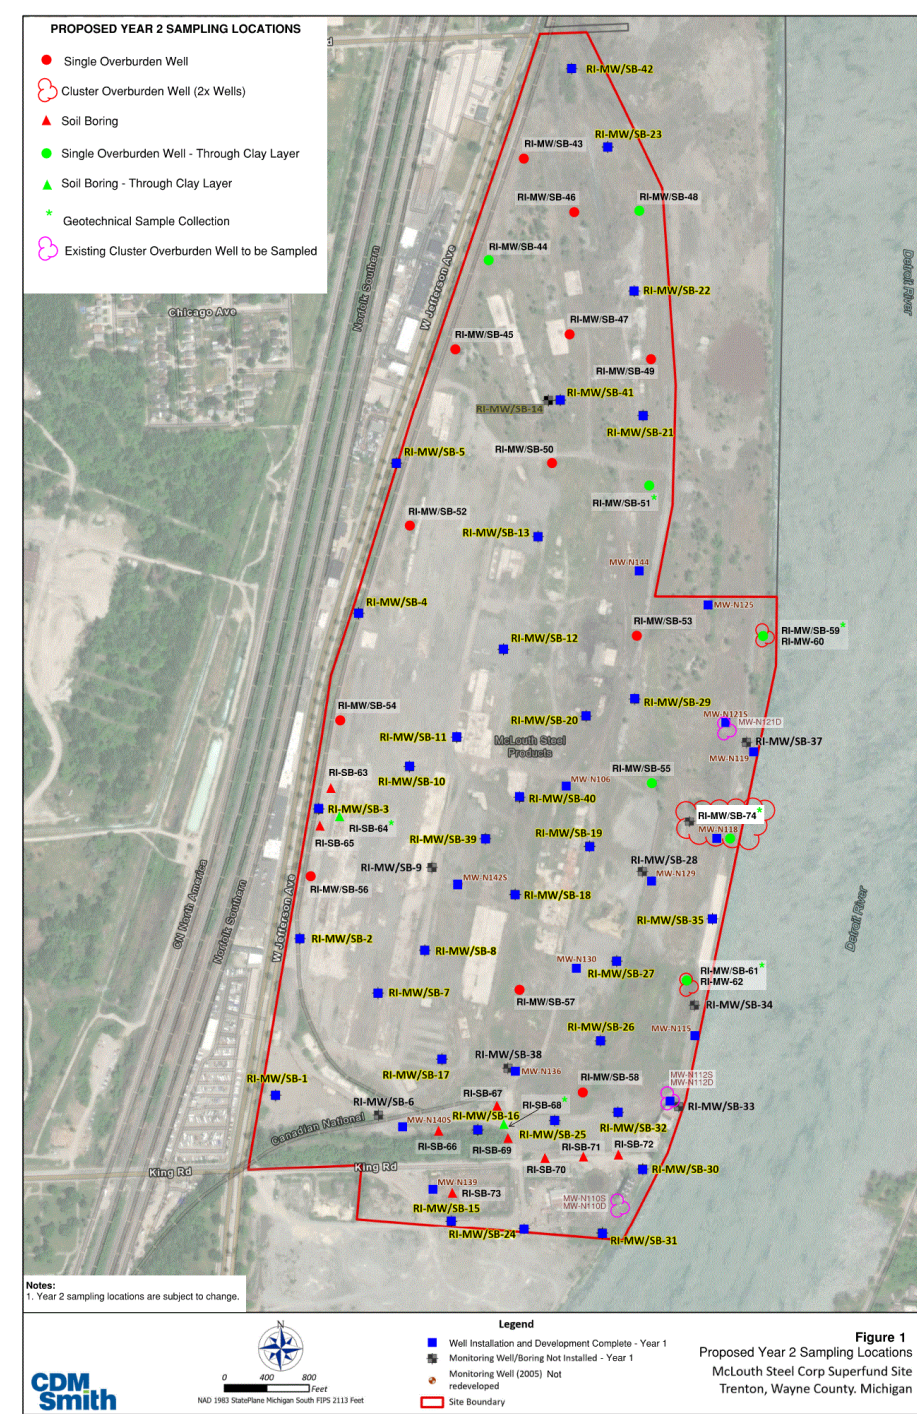 PROPOSED YEAR 2 SAMPLING LOCATIONS
Single Overburden Well
Cluster Overburden Well (2x Wells)
Soil Boring
Single Overburden Well - Through Clay Layer
Soil Boring - Through Clay Layer
* Geotechnical Sample Collection
Existing Cluster Overburden Well to be Sampled
RI-MW/SB-42
RI-MW/SB-23
RI-MW/SB-43
RI-MW/SB-46
RI-MW/SB-48
RI-MW/SB-44
Norfolk Southern
W Jefferson Ave
Detroit River
RI-MW/SB-22
Chicago Ave
RI-MW/SB-47
RI-MW/SB-45
RI-MW/SB-49
RI-MW/SB-41
RI-MW/SB-14
RI-MW/SB-21
RI-MW/SB-5
RI-MW/SB-50
RI-MW/SB-51*
RI-MW/SB-52
RI-MW/SB-13
MW-N144
RI-MW/SB-4
MW-N125
RI-MW/SB-53
RI-MW/SB-59*
RI-MW-60
RI-MW/SB-12
RI-MW/SB-29
RI-MW/SB-54
RI-MW/SB-20
MW-N121S
MW-N121D
RI-MW/SB-11
McLouth Steel
Products
RI-MW/SB-37
MW-N119
RI-SB-63
RI-MW/SB-10
MW-N106
RI-MW/SB-55
RI-MW/SB-40
RI-MW/SB-3
RI-SB-64*
RI-SB-65
RI-MW/SB-74*
MW-N118
RI-MW/SB-39
RI-MW/SB-19
RI-MW/SB-9
RI-MW/SB-28
MW-N129
RI-MW/SB-56
MW-N142S
RI-MW/SB-18
CN North America
Norfolk Southern
W Jefferson Ave
RI-MW/SB-35
Detroit River
RI-MW/SB-2
RI-MW/SB-8
MW-N130
RI-MW/SB-27
RI-MW/SB-61*
RI-MW-62
RI-MW/SB-7
RI-MW/SB-57
RI-MW/SB-34
RI-MW/SB-26
MW-N115
RI-MW/SB-38
MW-N136
RI-MW/SB-17
RI-MW/SB-1
RI-MW/SB-58
MW-N112S
MW-N112D
RI-SB-67
RI-MW/SB-6
RI-MW/SB-16
RI-SB-68*
RI-MW/SB-33
MW-N140S
Canadian National
RI-MW/SB-32
RI-MW/SB-25
RI-SB-66
RI-SB-69
RI-SB-71
RI-SB-72
RI-SB-70
King Rd
King Rd
RI-MW/SB-30
MW-N139
RI-SB-73
MW-N110S
MW-N110D
RI-MW/SB-15
RI-MW/SB-24
RI-MW/SB-31
Notes:
1. Year 2 sampling locations are subject to change.
CDM
Smith
N
0 400 800
Feet
NAD 1983 StatePlane Michigan South FIPS 2113 Feet
Legend
Well Installation and Development Complete - Year 1
Monitoring Well/Boring Not Installed - Year 1
Monitoring Well (2005) Not
redeveloped
Site Boundary
Figure 1
Proposed Year 2 Sampling Locations
McLouth Steel Corp Superfund Site
Trenton, Wayne County. Michigan